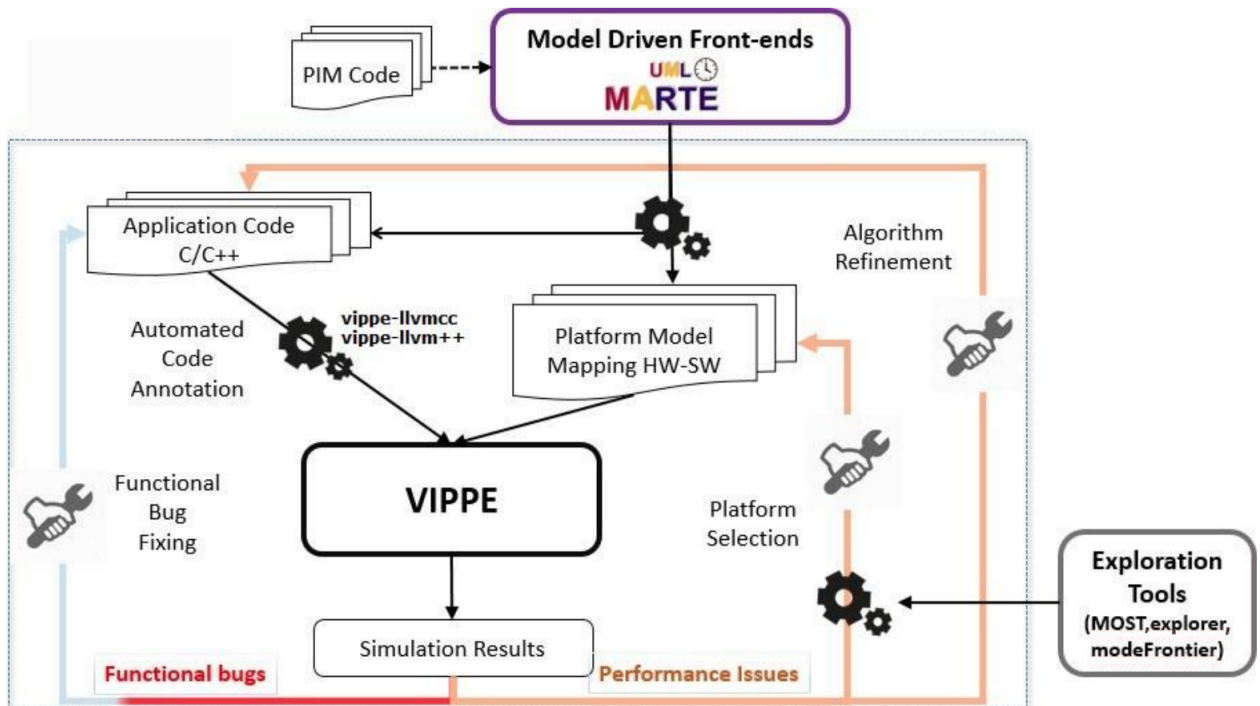 Model Driven Front-ends
UML
MARTE
PIM Code
Application Code
C/C++
Algorithm
Refinement
vippe-llvmcc
vippe-llvm++
Automated
Code
Annotation
Platform Model
Mapping HW-SW
VIPPE
Functional
Bug
Fixing
Platform
Selection
Exploration
Tools
(MOST,explorer,
modeFrontier)
Simulation Results
Functional bugs
Performance Issues